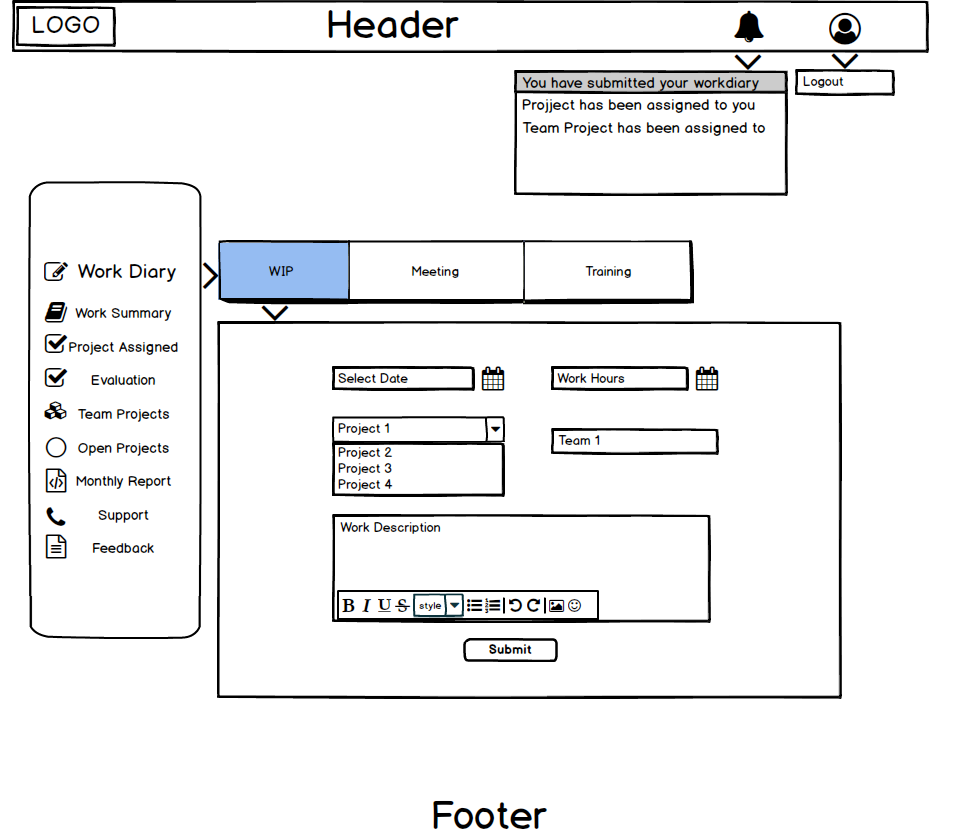 LOGO
Header
You have submitted your workdiary
Projject has been assigned to you
Team Project has been assigned to
Logout
Work Diary
Work Summary
Project Assigned
Evaluation
Team Projects
Open Projects
Monthly Report
Support
Feedback
WIP
Meeting
Training
Select Date
Work Hours
Project 1
Project 2
Project 3
Project 4
Team 1
Work Description
B I U S style
Submit
Footer